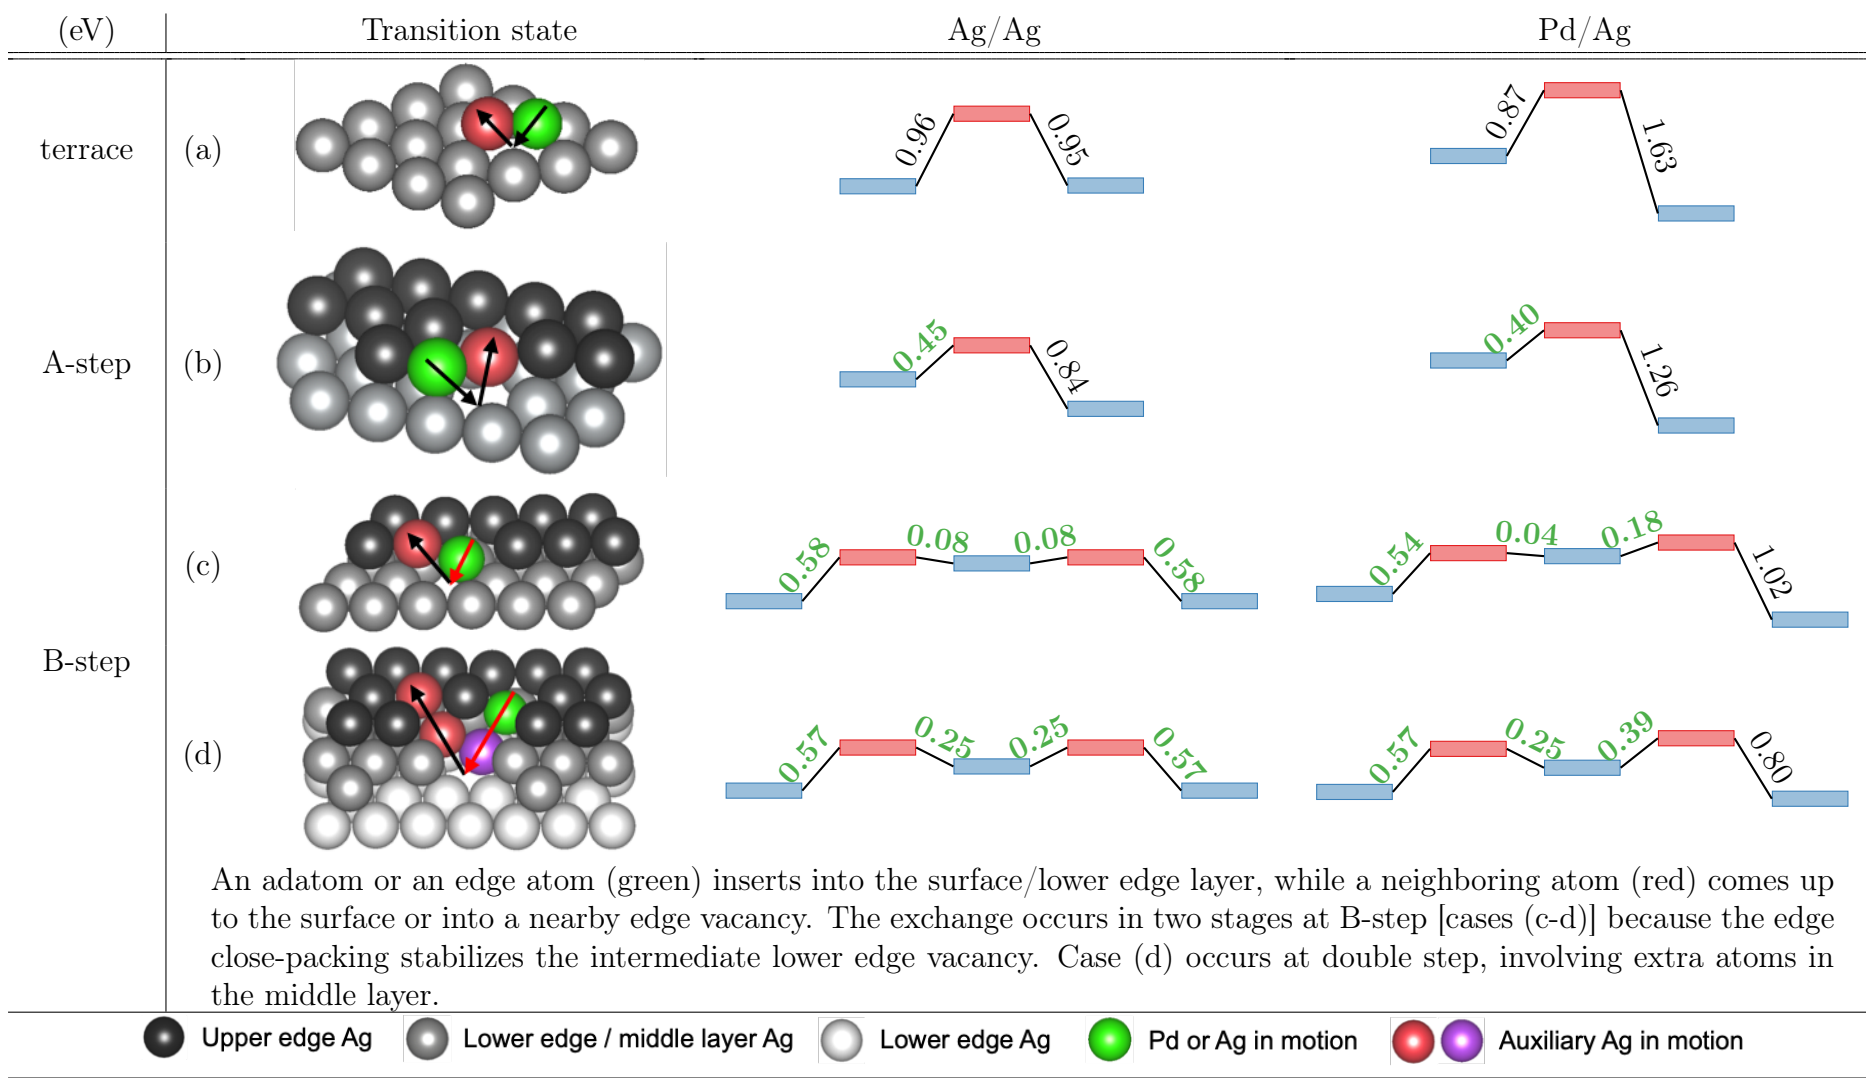 (eV) Transition state Ag/Ag Pd/Ag
terrace (a) 0.96 0.95 0.87 1.63
A-step (b) 0.45 0.84 0.40 1.26
(c) 0.58 0.08 0.08 0.58 0.54 0.04 0.18 1.02
B-step
(d) 0.57 0.25 0.25 0.57 0.57 0.25 0.39 0.80
An adatom or an edge atom (green) inserts into the surface/lower edge layer, while a neighboring atom (red) comes up
to the surface or into a nearby edge vacancy. The exchange occurs in two stages at B-step [cases (c-d)] because the edge
close-packing stabilizes the intermediate lower edge vacancy. Case (d) occurs at double step, involving extra atoms in
the middle layer.
Upper edge Ag Lower edge / middle layer Ag Lower edge Ag Pd or Ag in motion Auxiliary Ag in motion